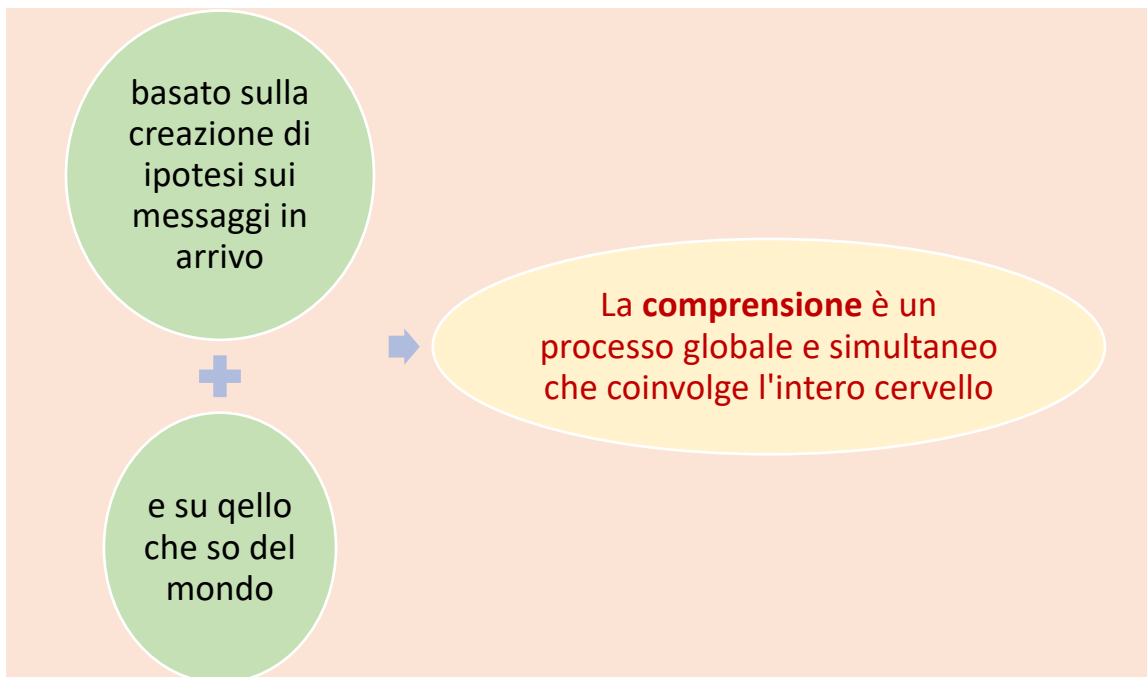 basato sulla
creazione di
ipotesi sui
messaggi in
arrivo
e su qello
che so del
mondo
La comprensione è un
processo globale e simultaneo
che coinvolge l'intero cervello